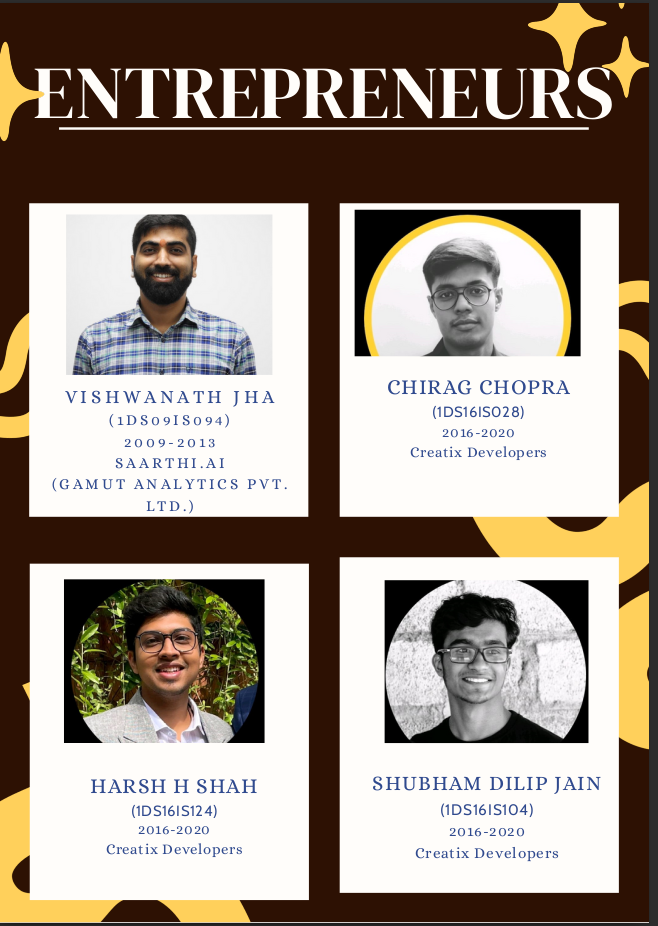 ENTREPRENEURS
VISHWANATH JHA
(1DS09IS094)
2009-2013
SAARTHI.AI
(GAMUT ANALYTICS PVT.
LTD.)
CHIRAG CHOPRA
(1DS16IS028)
2016-2020
Creatix Developers
HARSH H SHAH
(1DS16IS124)
2016-2020
Creatix Developers
SHUBHAM DILIP JAIN
(1DS16IS104)
2016-2020
Creatix Developers